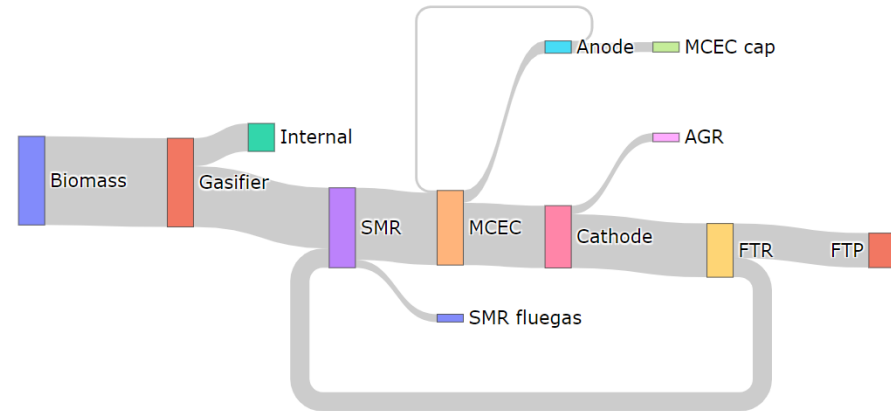 Anode
MCEC cap
Internal
AGR
Biomass
Gasifier
SMR
MCEC
Cathode
FTR
FTP
SMR fluegas